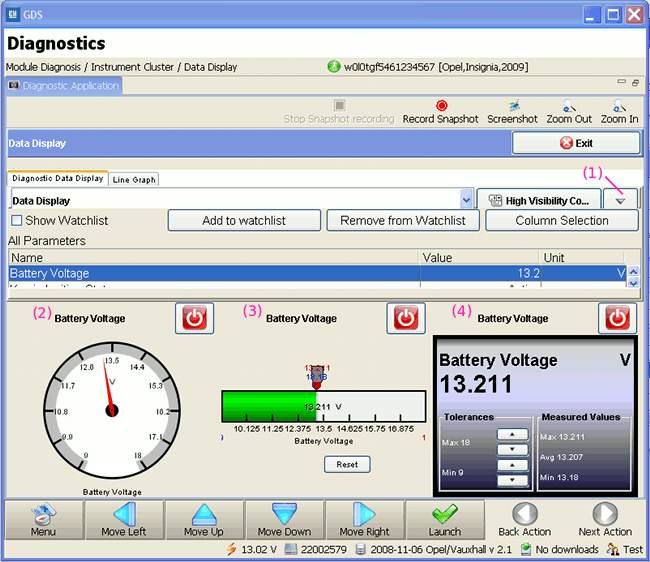 GM GDS
Diagnostics
Module Diagnosis / Instrument Cluster / Data Display
w0l0tgf5461234567 [Opel,Insignia,2009]
Diagnostic Application
Stop Snapshot recording Record Snapshot Screenshot Zoom Out Zoom In
Data Display Exit
(1)
Diagnostic Data Display Line Graph
Data Display High Visibility Co...
Show Watchlist Add to watchlist Remove from Watchlist Column Selection
All Parameters
Name Value Unit
Battery Voltage 13.2 V
(2) Battery Voltage
12.6 13.5 14.4
11.7 V 15.3
10.8 16.2
9.9 17.1
9 18
Battery Voltage
(3) Battery Voltage
13.211
13.18
13.211 V
10.125 11.25 12.375 13.5 14.625 15.75 16.875
9 Battery Voltage 1
Reset
(4) Battery Voltage
Battery Voltage V
13.211
Tolerances Measured Values
Max 18 Max 13.211
Avg 13.207
Min 9 Min 13.18
Menu Move Left Move Up Move Down Move Right Launch Back Action Next Action
13.02 V 22002579 2008-11-06 Opel/Vauxhall v 2.1 No downloads Test